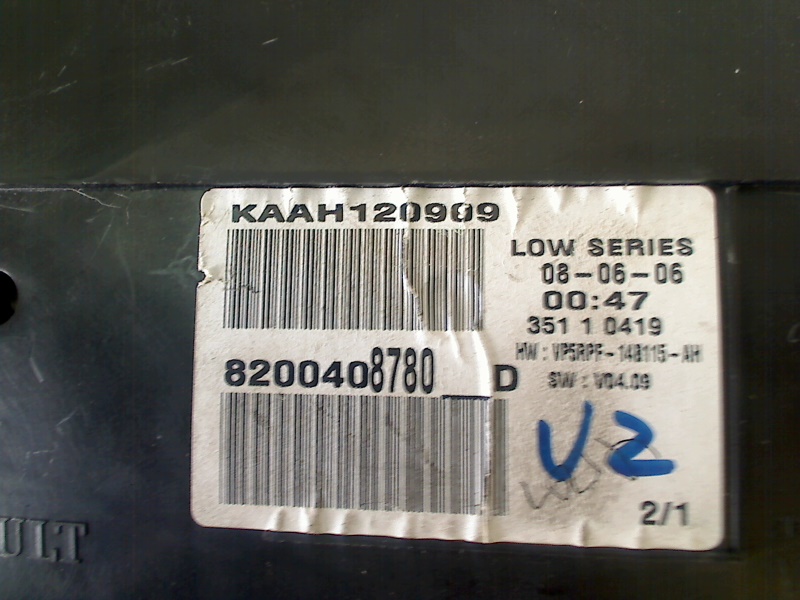 KAAH120909
LOW SERIES
08-06-06
00:47
351 1 0419
HW : VP5RPF-14B115-AH
SW : V04.09
8200408780__D
V2
2/1
ULT